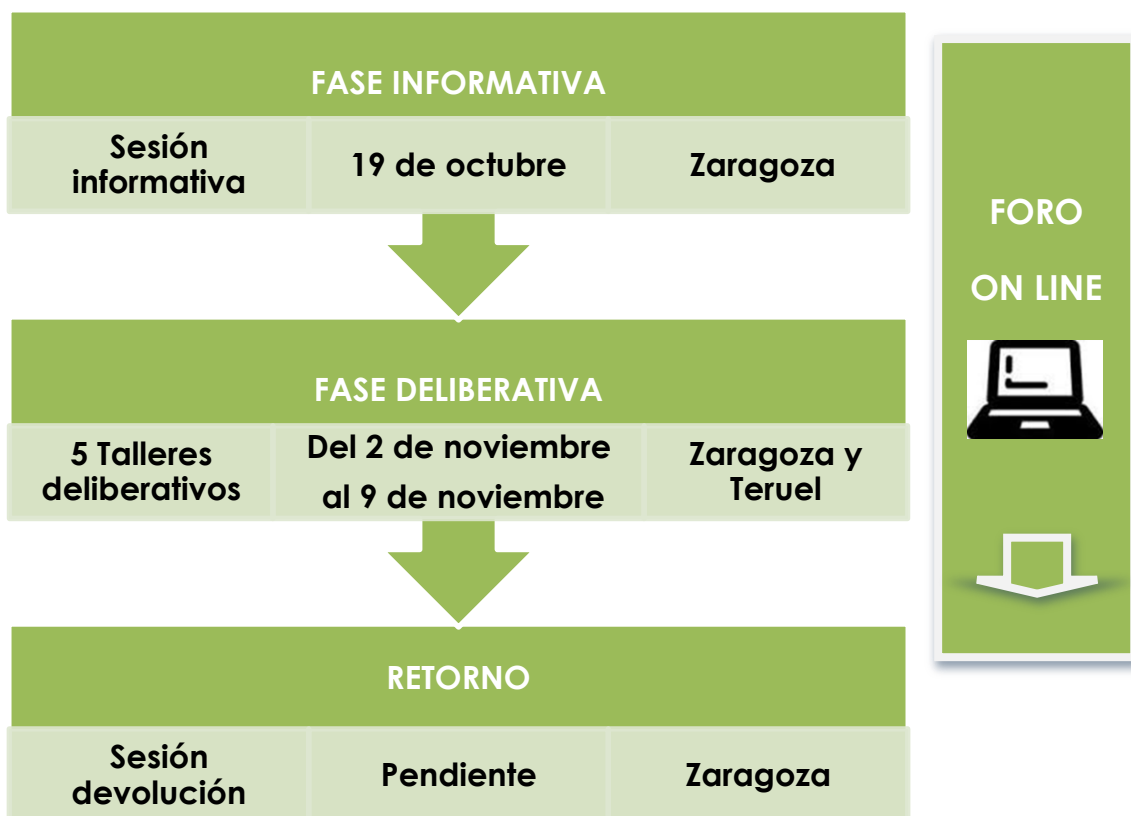 FASE INFORMATIVA
Sesión
informativa
19 de octubre
Zaragoza
FASE DELIBERATIVA
5 Talleres
deliberativos
Del 2 de noviembre
al 9 de noviembre
Zaragoza y
Teruel
RETORNO
Sesión
devolución
Pendiente
Zaragoza
FORO
ON LINE